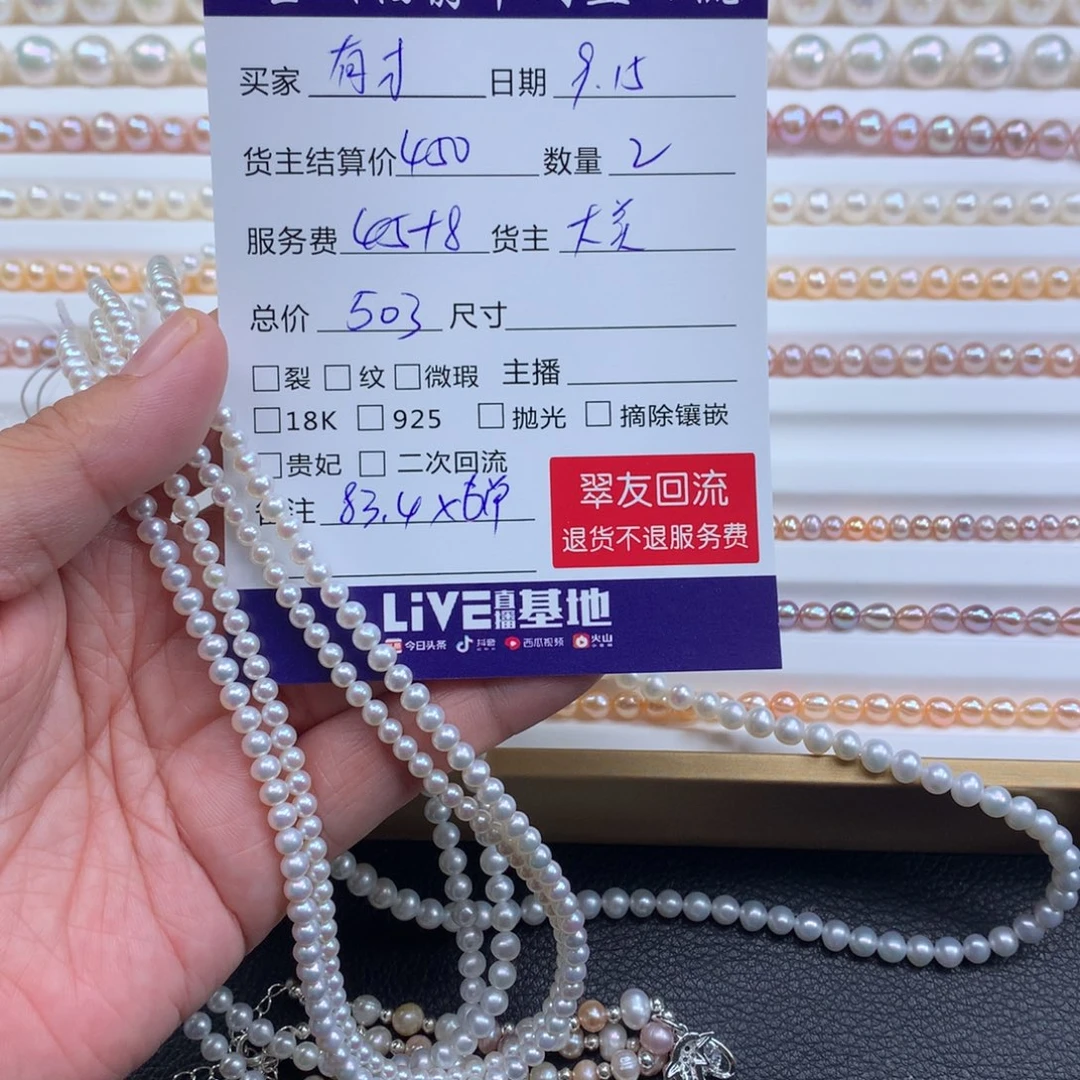 买家 有才 日期 9.15
货主结算价 450 数量 2
服务费 45+8 货主
总价 503 尺寸
□裂 □纹 □微瑕 主播
□18K □925 □抛光 □摘除镶嵌
□贵妃 □二次回流
备注 83.4×6单
翠友回流
退货不退服务费
LiVE直播基地
今日头条 抖音 西瓜视频 火山